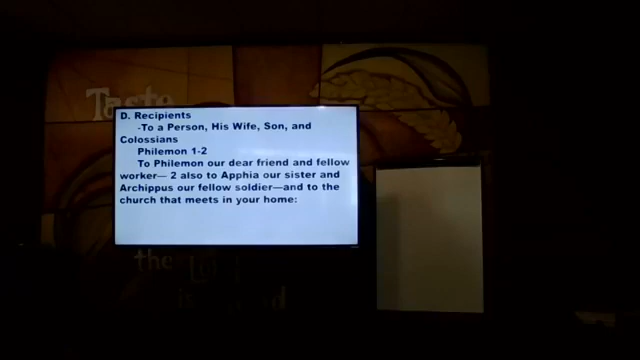 Taste
D. Recipients
-To a Person, His Wife, Son, and
Colossians
Philemon 1-2
To Philemon our dear friend and fellow
worker— 2 also to Apphia our sister and
Archippus our fellow soldier—and to the
church that meets in your home:
the
is